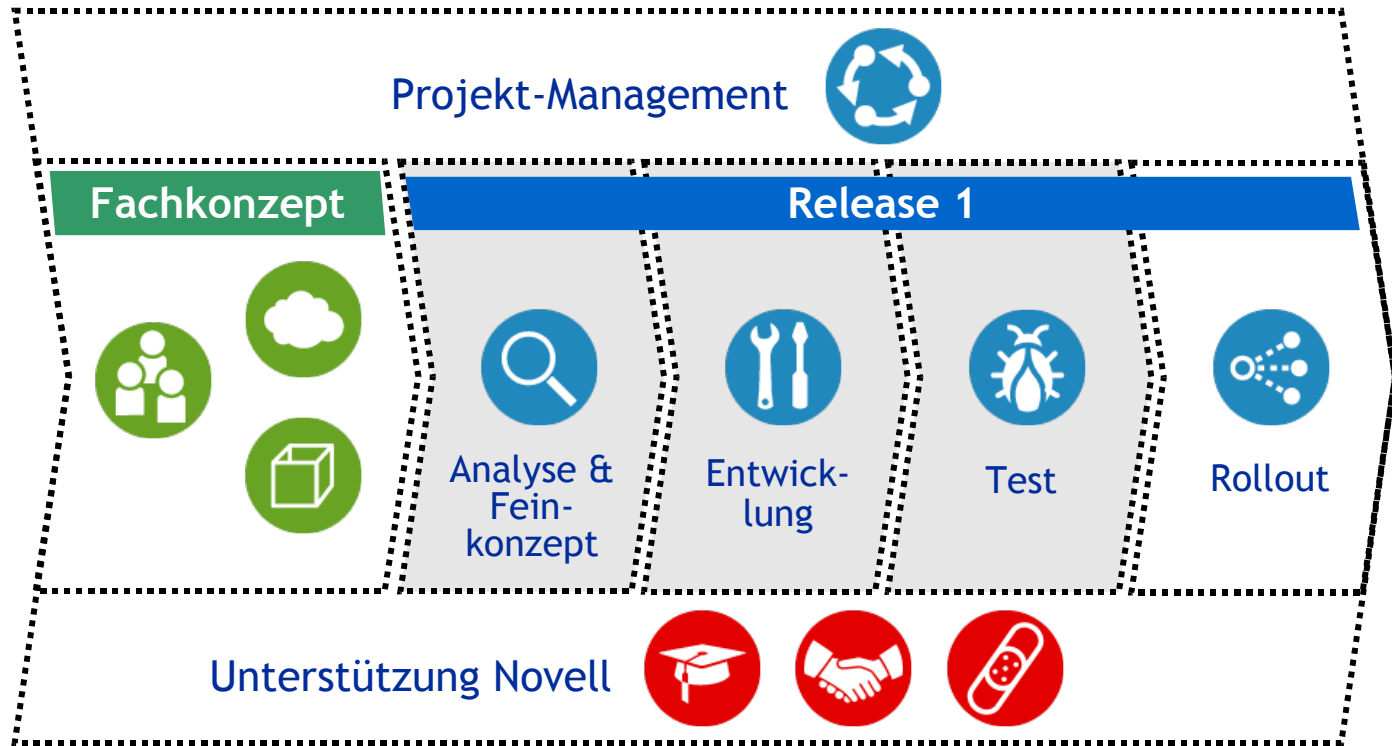 Projekt-Management
Fachkonzept
Release 1
Analyse &
Fein-
konzept
Entwick-
lung
Test
Rollout
Unterstützung Novell